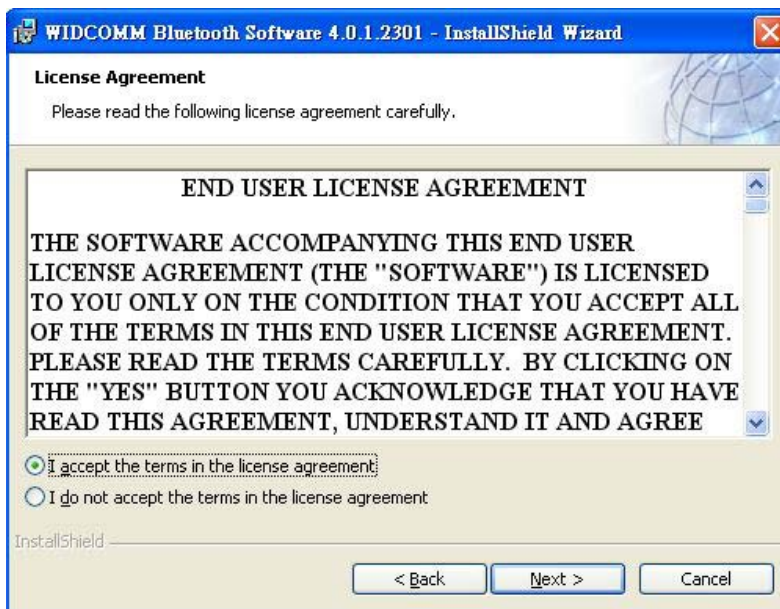 WIDCOMM Bluetooth Software 4.0.1.2301 - InstallShield Wizard
License Agreement
Please read the following license agreement carefully.
END USER LICENSE AGREEMENT
THE SOFTWARE ACCOMPANYING THIS END USER
LICENSE AGREEMENT (THE "SOFTWARE") IS LICENSED
TO YOU ONLY ON THE CONDITION THAT YOU ACCEPT ALL
OF THE TERMS IN THIS END USER LICENSE AGREEMENT.
PLEASE READ THE TERMS CAREFULLY.  BY CLICKING ON
THE "YES" BUTTON YOU ACKNOWLEDGE THAT YOU HAVE
READ THIS AGREEMENT, UNDERSTAND IT AND AGREE
I accept the terms in the license agreement
I do not accept the terms in the license agreement
InstallShield
< Back Next > Cancel